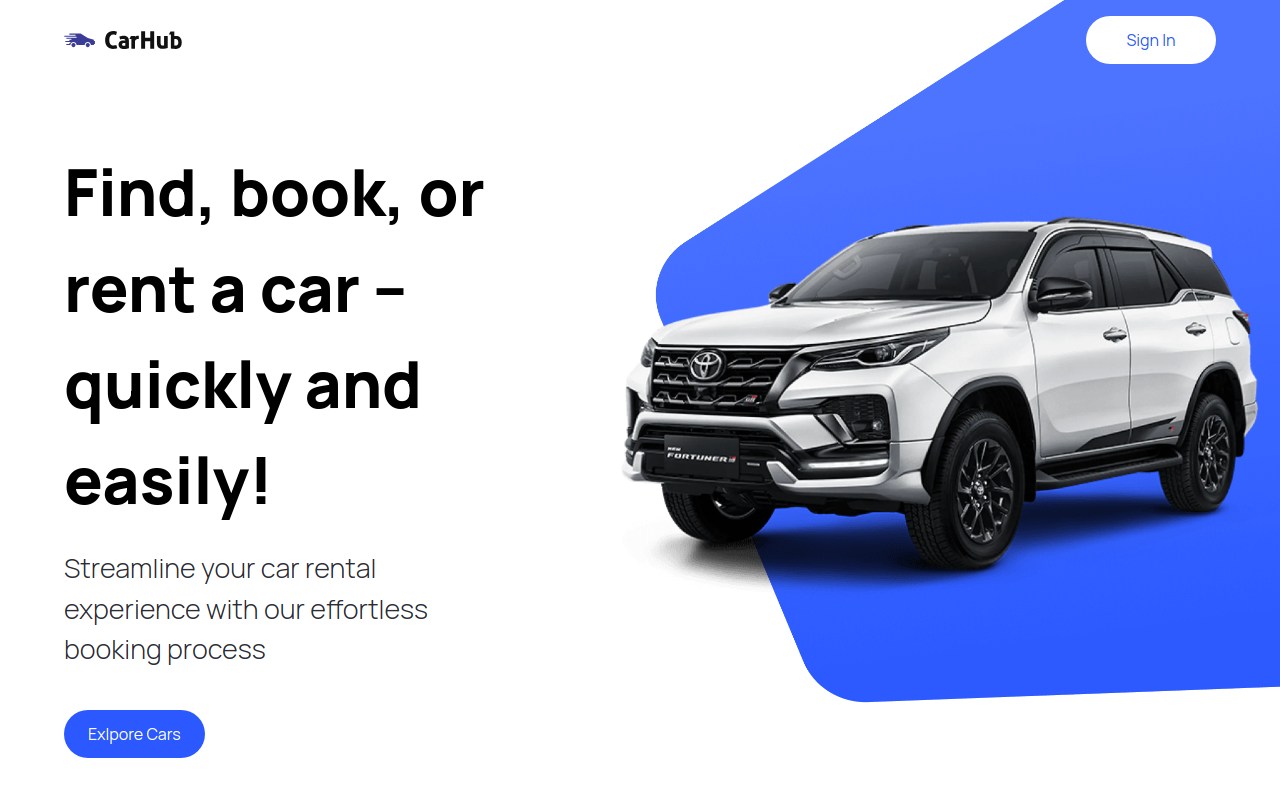 CarHub
Sign In
Find, book, or
rent a car –
quickly and
easily!
Streamline your car rental
experience with our effortless
booking process
Exlpore Cars
NEW
FORTUNER